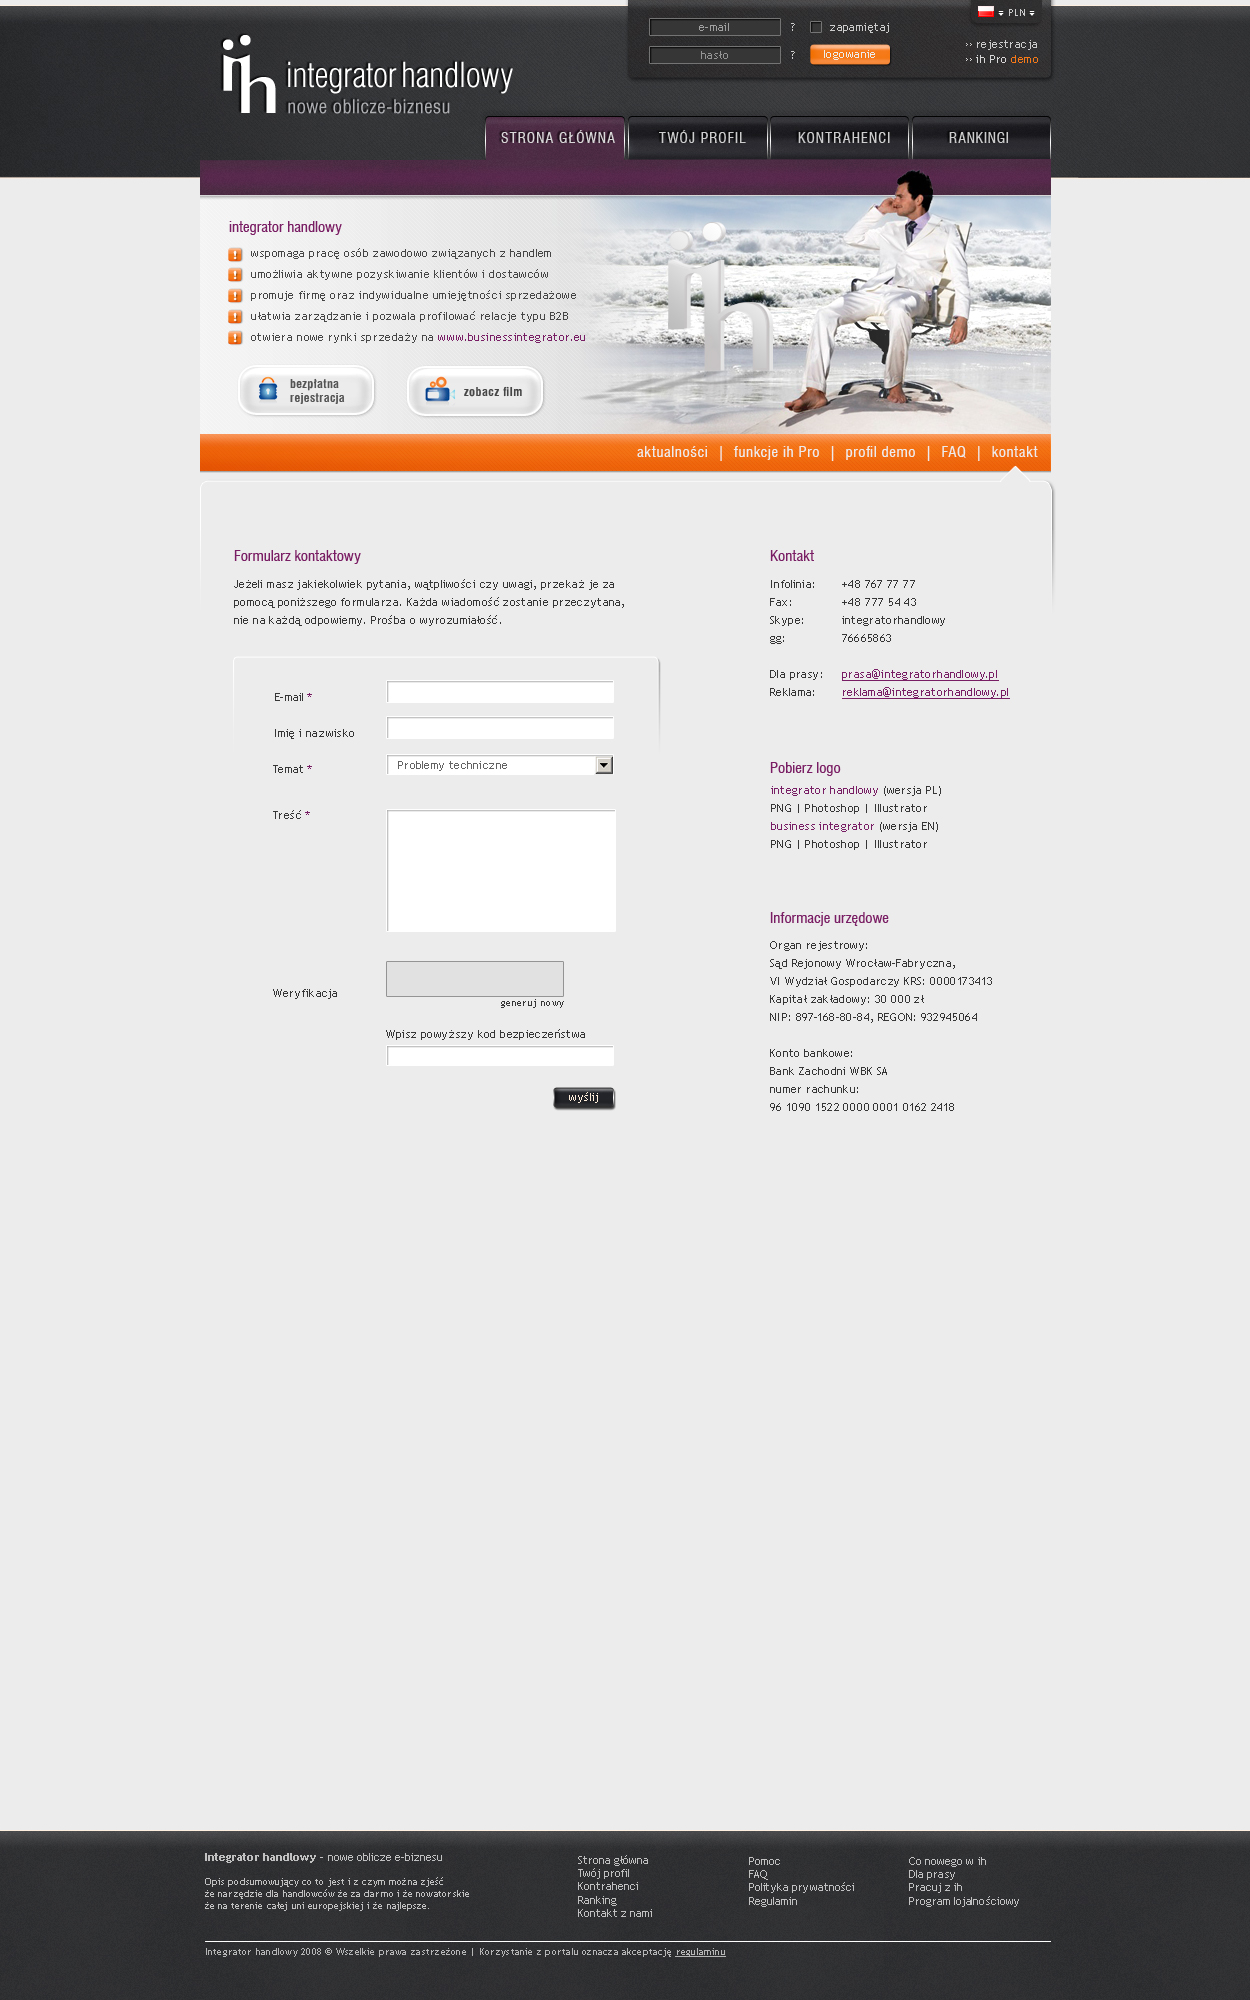 e-mail ? zapamiętaj
hasło ? logowanie
PLN
›› rejestracja
›› ih Pro demo
ih integrator handlowy
nowe oblicze-biznesu
STRONA GŁÓWNA TWÓJ PROFIL KONTRAHENCI RANKINGI
integrator handlowy
wspomaga pracę osób zawodowo związanych z handlem
umożliwia aktywne pozyskiwanie klientów i dostawców
promuje firmę oraz indywidualne umiejętności sprzedażowe
ułatwia zarządzanie i pozwala profilować relacje typu B2B
otwiera nowe rynki sprzedaży na www.businessintegrator.eu
ih
bezpłatna
rejestracja
zobacz film
aktualności | funkcje ih Pro | profil demo | FAQ | kontakt
Formularz kontaktowy
Jeżeli masz jakiekolwiek pytania, wątpliwości czy uwagi, przekaż je za
pomocą poniższego formularza. Każda wiadomość zostanie przeczytana,
nie na każdą odpowiemy. Prośba o wyrozumiałość.
E-mail *
Imię i nazwisko
Temat * Problemy techniczne
Treść *
Weryfikacja
generuj nowy
Wpisz powyższy kod bezpieczeństwa
wyślij
Kontakt
Infolinia: +48 767 77 77
Fax: +48 777 54 43
Skype: integratorhandlowy
gg: 76665863
Dla prasy: prasa@integratorhandlowy.pl
Reklama: reklama@integratorhandlowy.pl
Pobierz logo
integrator handlowy (wersja PL)
PNG | Photoshop | Illustrator
business integrator (wersja EN)
PNG | Photoshop | Illustrator
Informacje urzędowe
Organ rejestrowy:
Sąd Rejonowy Wrocław-Fabryczna,
VI Wydział Gospodarczy KRS: 0000173413
Kapitał zakładowy: 30 000 zł
NIP: 897-168-80-84, REGON: 932945064
Konto bankowe:
Bank Zachodni WBK SA
numer rachunku:
96 1090 1522 0000 0001 0162 2418
Integrator handlowy - nowe oblicze e-biznesu
Opis podsumowujący co to jest i z czym można zjeść
że narzędzie dla handlowców że za darmo i że nowatorskie
że na terenie całej uni europejskiej i że najlepsze.
Strona główna
Twój profil
Kontrahenci
Ranking
Kontakt z nami
Pomoc
FAQ
Polityka prywatności
Regulamin
Co nowego w ih
Dla prasy
Pracuj z ih
Program lojalnościowy
Integrator handlowy 2008 © Wszelkie prawa zastrzeżone | Korzystanie z portalu oznacza akceptację regulaminu